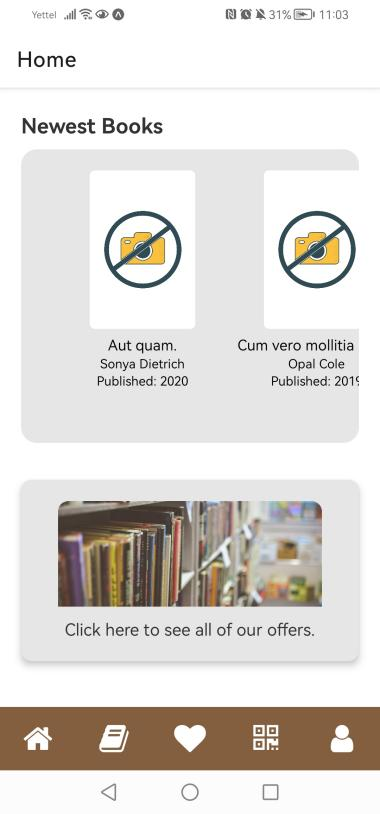 Yettel 31% 11:03
Home
Newest Books
Aut quam. Cum vero mollitia
Sonya Dietrich Opal Cole
Published: 2020 Published: 2019
Click here to see all of our offers.